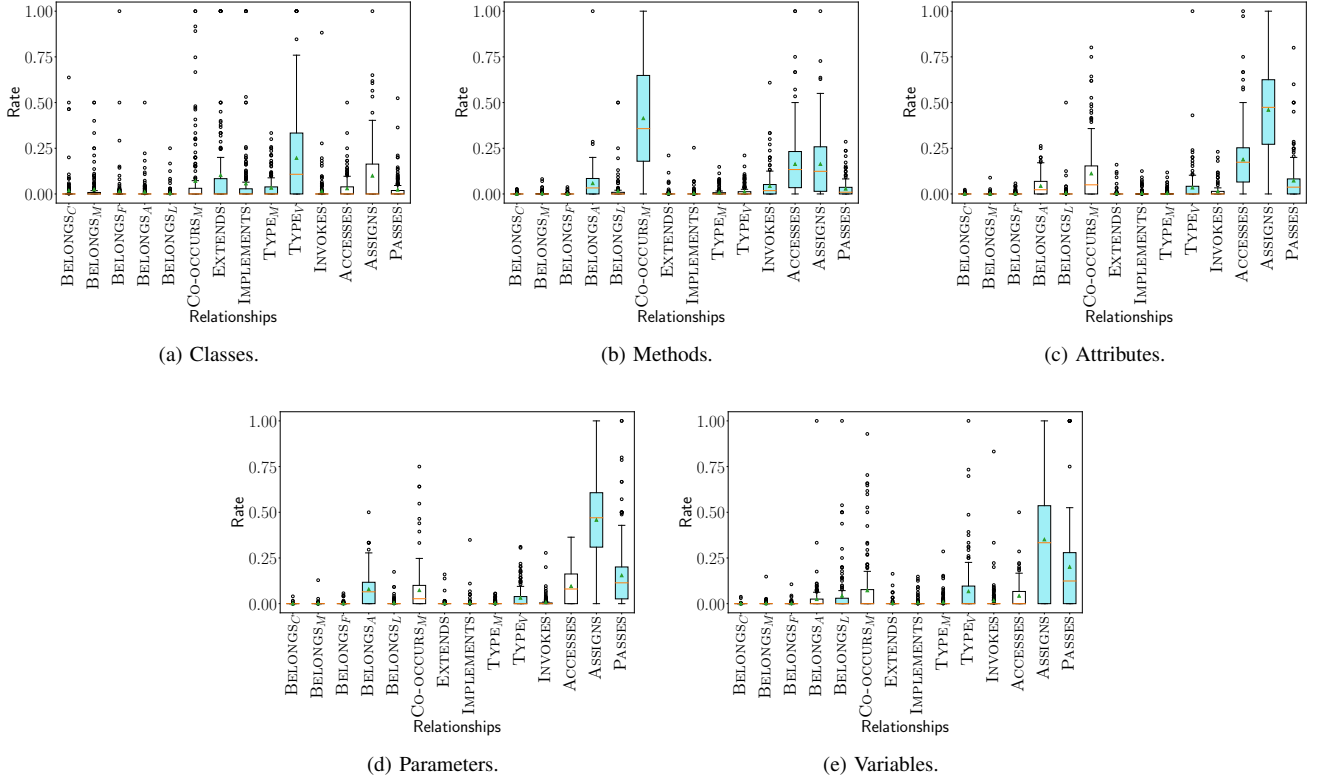 1.00
0.75
0.50
0.25
0.00
Rate
BELONGS_C
BELONGS_M
BELONGS_F
BELONGS_A
BELONGS_L
CO-OCCURS_M
EXTENDS
IMPLEMENTS
TYPE_M
TYPE_V
INVOKES
ACCESSES
ASSIGNS
PASSES
Relationships
(a) Classes.
1.00
0.75
0.50
0.25
0.00
Rate
BELONGS_C
BELONGS_M
BELONGS_F
BELONGS_A
BELONGS_L
CO-OCCURS_M
EXTENDS
IMPLEMENTS
TYPE_M
TYPE_V
INVOKES
ACCESSES
ASSIGNS
PASSES
Relationships
(b) Methods.
1.00
0.75
0.50
0.25
0.00
Rate
BELONGS_C
BELONGS_M
BELONGS_F
BELONGS_A
BELONGS_L
CO-OCCURS_M
EXTENDS
IMPLEMENTS
TYPE_M
TYPE_V
INVOKES
ACCESSES
ASSIGNS
PASSES
Relationships
(c) Attributes.
1.00
0.75
0.50
0.25
0.00
Rate
BELONGS_C
BELONGS_M
BELONGS_F
BELONGS_A
BELONGS_L
CO-OCCURS_M
EXTENDS
IMPLEMENTS
TYPE_M
TYPE_V
INVOKES
ACCESSES
ASSIGNS
PASSES
Relationships
(d) Parameters.
1.00
0.75
0.50
0.25
0.00
Rate
BELONGS_C
BELONGS_M
BELONGS_F
BELONGS_A
BELONGS_L
CO-OCCURS_M
EXTENDS
IMPLEMENTS
TYPE_M
TYPE_V
INVOKES
ACCESSES
ASSIGNS
PASSES
Relationships
(e) Variables.